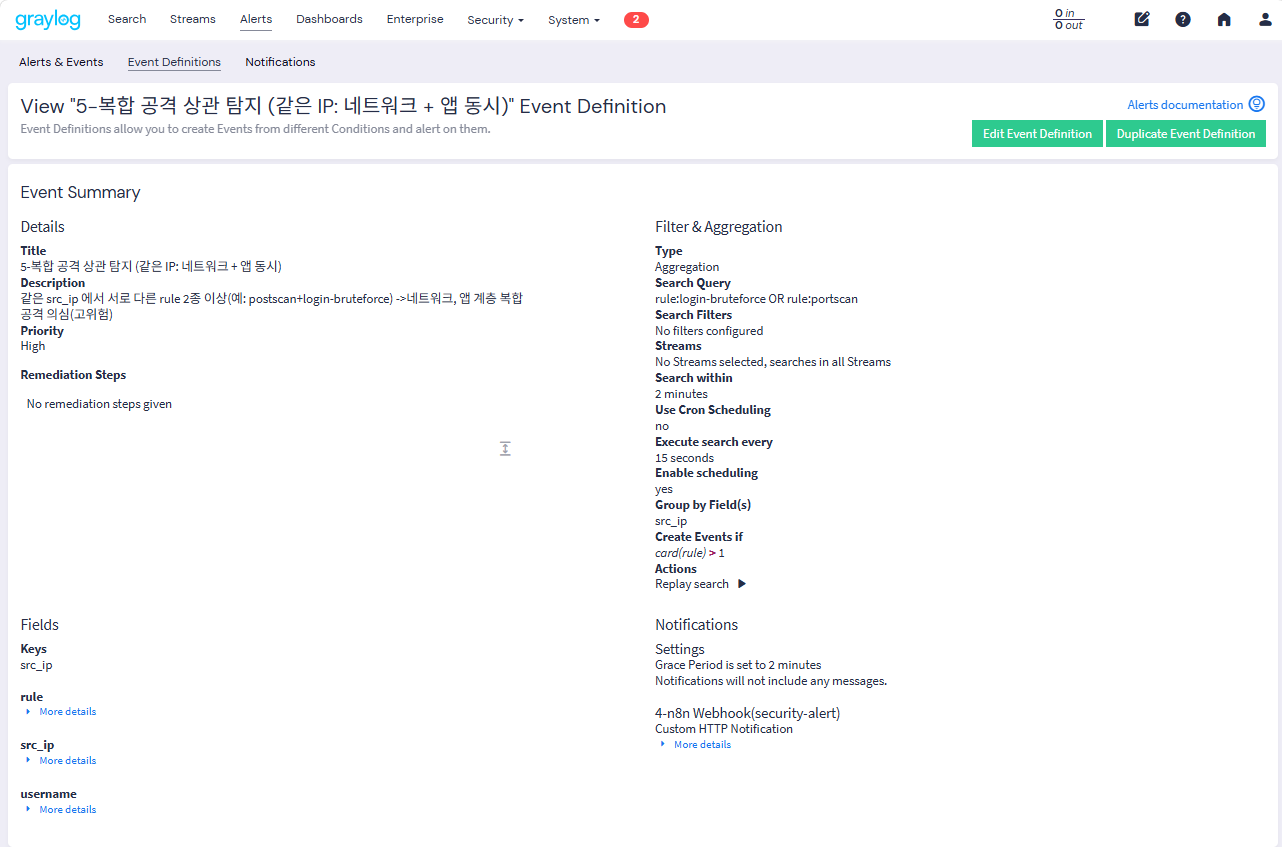 graylog Search Streams Alerts Dashboards Enterprise Security System 2 0 in
0 out
Alerts & Events Event Definitions Notifications
View "5-복합 공격 상관 탐지 (같은 IP: 네트워크 + 앱 동시)" Event Definition
Event Definitions allow you to create Events from different Conditions and alert on them.
Alerts documentation
Edit Event Definition Duplicate Event Definition
Event Summary
Details
Title
5-복합 공격 상관 탐지 (같은 IP: 네트워크 + 앱 동시)
Description
같은 src_ip 에서 서로 다른 rule 2종 이상(예: postscan+login-bruteforce) ->네트워크, 앱 계층 복합
공격 의심(고위험)
Priority
High
Remediation Steps
No remediation steps given
Filter & Aggregation
Type
Aggregation
Search Query
rule:login-bruteforce OR rule:portscan
Search Filters
No filters configured
Streams
No Streams selected, searches in all Streams
Search within
2 minutes
Use Cron Scheduling
no
Execute search every
15 seconds
Enable scheduling
yes
Group by Field(s)
src_ip
Create Events if
card(rule) > 1
Actions
Replay search
Fields
Keys
src_ip
rule
More details
src_ip
More details
username
More details
Notifications
Settings
Grace Period is set to 2 minutes
Notifications will not include any messages.
4-n8n Webhook(security-alert)
Custom HTTP Notification
More details